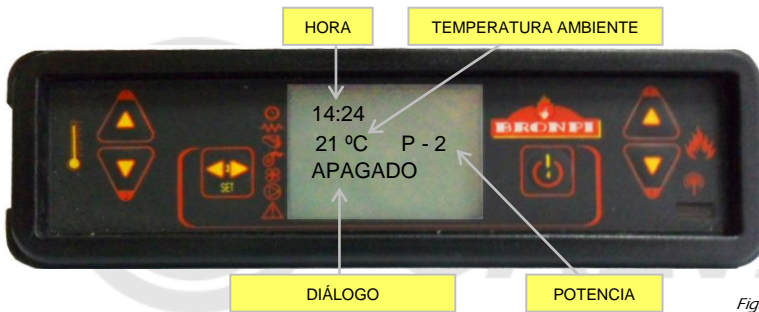 HORA
TEMPERATURA AMBIENTE
14:24
21 ºC P - 2
APAGADO
BRONPI
SET
DIÁLOGO
POTENCIA
Fig